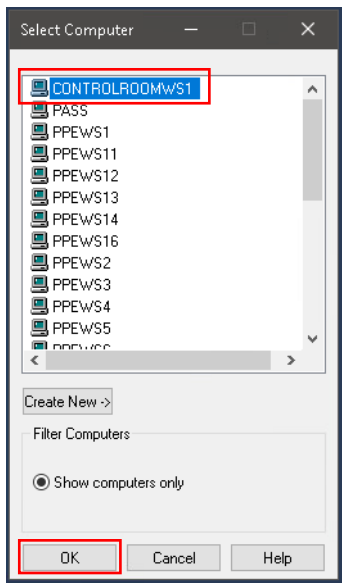 Select Computer
CONTROLROOMWS1
PASS
PPEWS1
PPEWS11
PPEWS12
PPEWS13
PPEWS14
PPEWS16
PPEWS2
PPEWS3
PPEWS4
PPEWS5
Create New ->
Filter Computers
Show computers only
OK Cancel Help